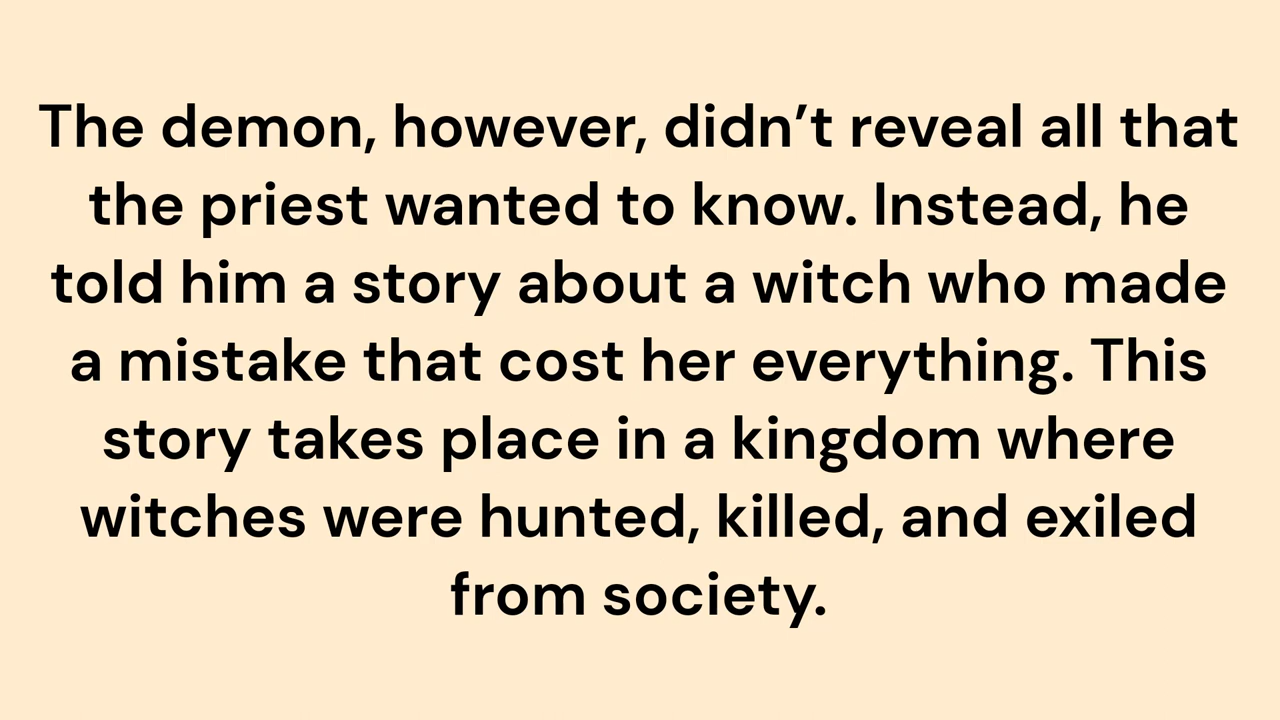 The demon, however, didn’t reveal all that
the priest wanted to know. Instead, he
told him a story about a witch who made
a mistake that cost her everything. This
story takes place in a kingdom where
witches were hunted, killed, and exiled
from society.